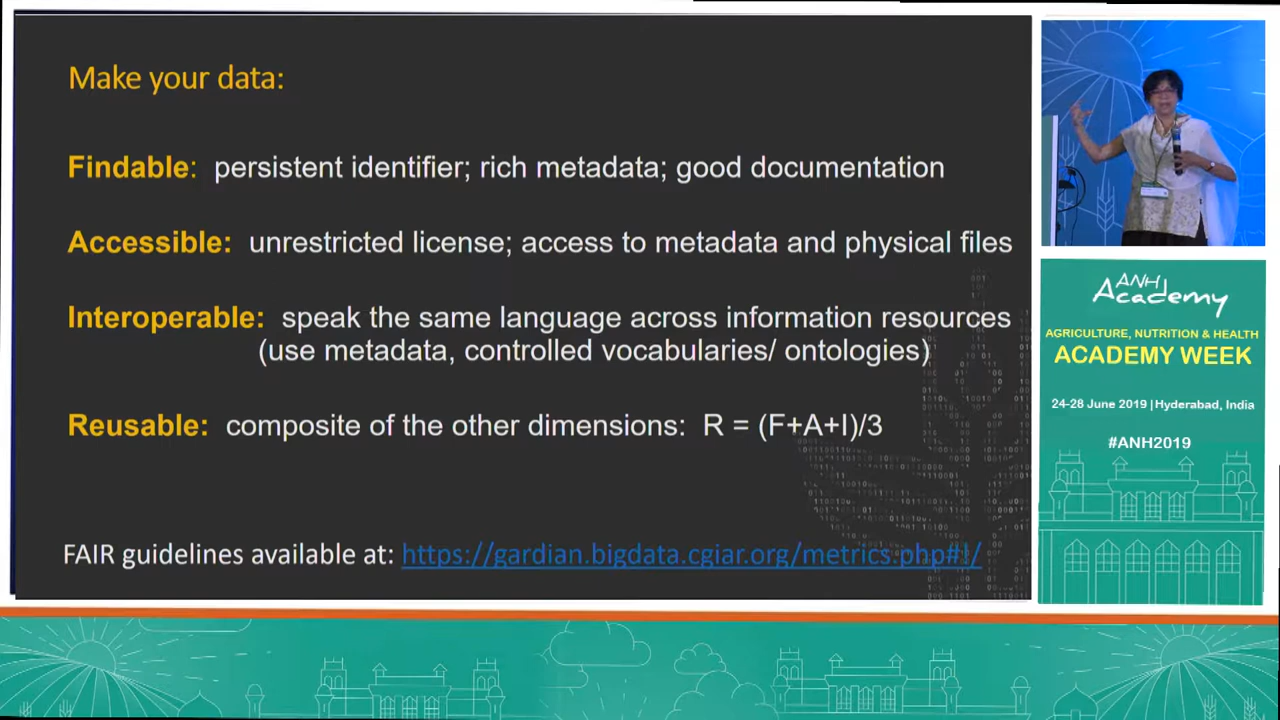 Make your data:
Findable: persistent identifier; rich metadata; good documentation
Accessible: unrestricted license; access to metadata and physical files
Interoperable: speak the same language across information resources
(use metadata, controlled vocabularies/ ontologies)
Reusable: composite of the other dimensions: R = (F+A+I)/3
FAIR guidelines available at: https://gardian.bigdata.cgiar.org/metrics.php#!/
ANH
Academy
AGRICULTURE, NUTRITION & HEALTH
ACADEMY WEEK
24-28 June 2019 | Hyderabad, India
#ANH2019